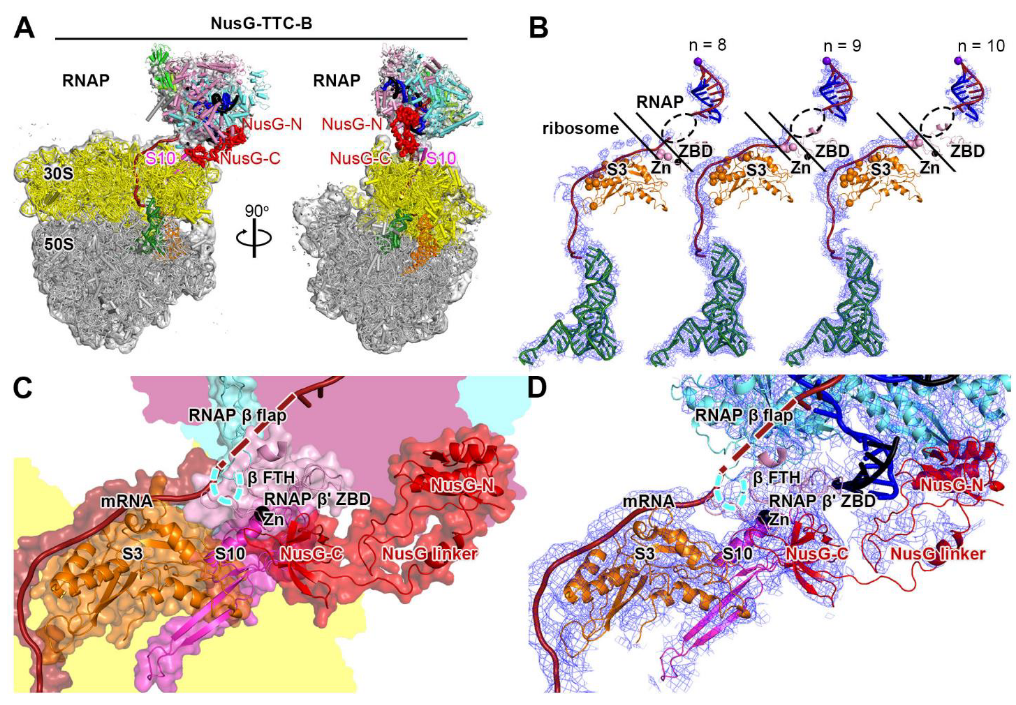 A
NusG-TTC-B
RNAP
RNAP
NusG-N
NusG-N
S10
NusG-C
NusG-C
S10
30S
50S
90°
B
n = 8
n = 9
n = 10
RNAP
ribosome
S3
Zn
ZBD
S3
Zn
ZBD
S3
Zn
ZBD
C
RNAP β flap
β FTH
mRNA
RNAP β' ZBD
Zn
NusG-N
S3
S10
NusG-C
NusG linker
D
RNAP β flap
β FTH
mRNA
RNAP β' ZBD
Zn
NusG-N
S3
S10
NusG-C
NusG linker